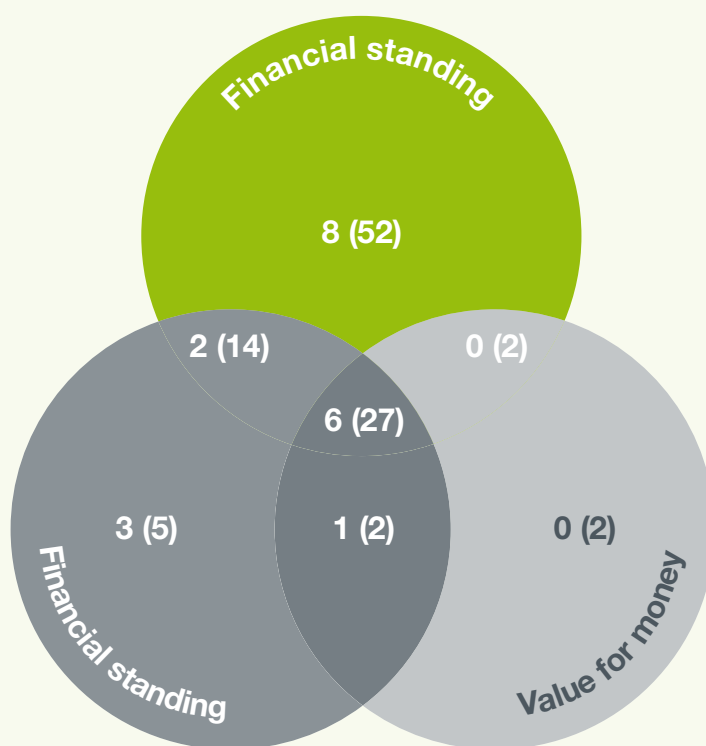 Financial standing
8 (52)
2 (14)
0 (2)
6 (27)
3 (5)
1 (2)
0 (2)
Financial standing
Value for money